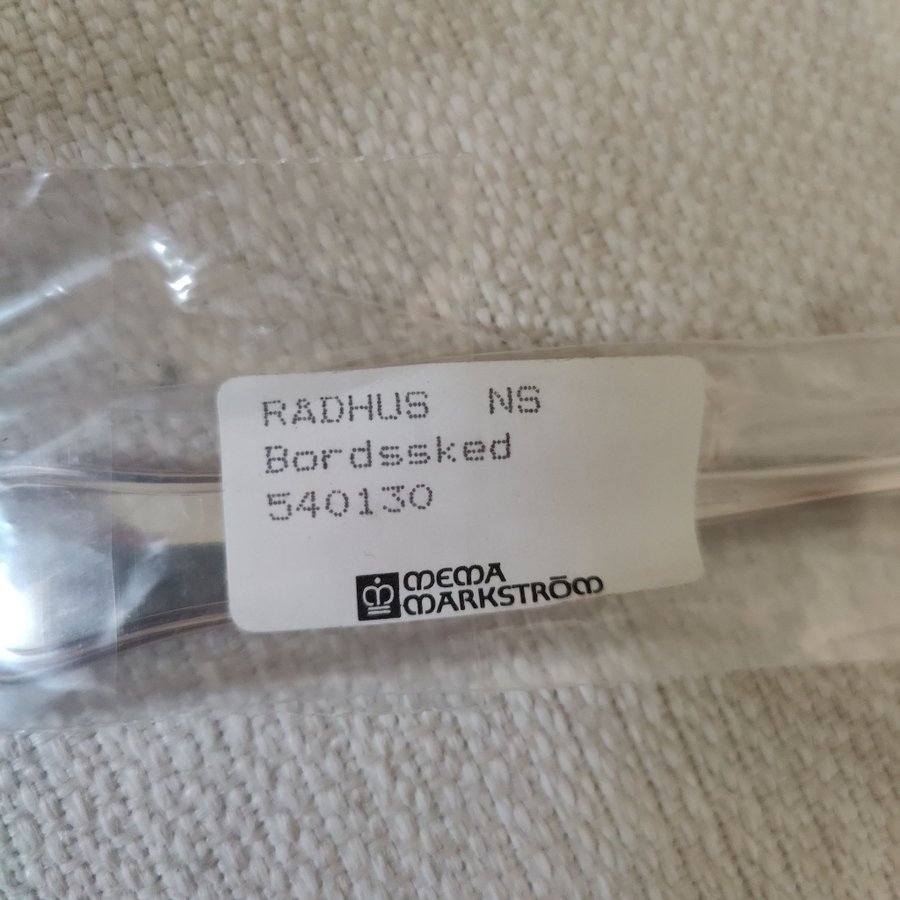 RADHUS NS
Bordssked
540130
MEMA
MARKSTRÖM